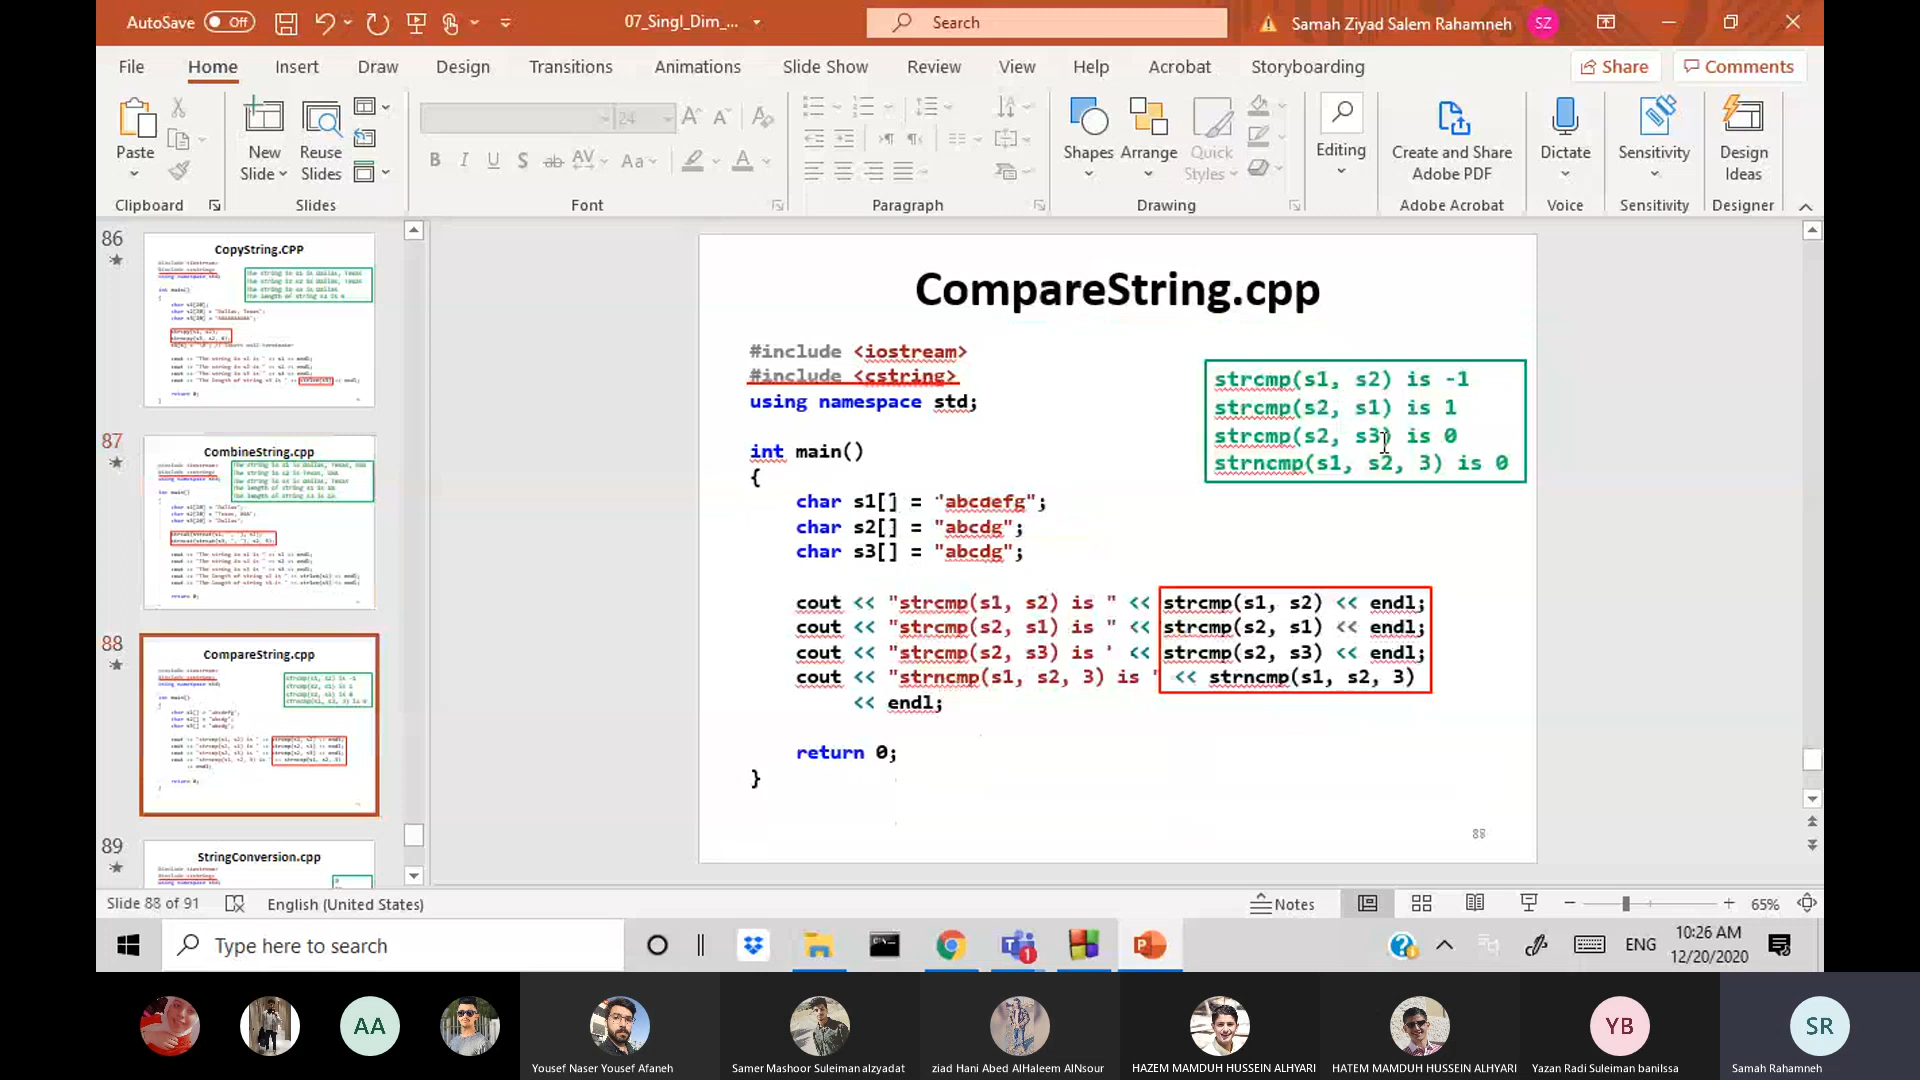 AutoSave Off 07_Singl_Dim_... Search Samah Ziyad Salem Rahamneh SZ
File Home Insert Draw Design Transitions Animations Slide Show Review View Help Acrobat Storyboarding Share Comments
Paste
New Slide
Reuse Slides
24
Shapes
Arrange
Quick Styles
Editing
Create and Share Adobe PDF
Dictate
Sensitivity
Design Ideas
Clipboard Slides Font Paragraph Drawing Adobe Acrobat Voice Sensitivity Designer
86
CopyString.CPP
87
CombineString.cpp
88
CompareString.cpp
89
StringConversion.cpp
CompareString.cpp
#include <iostream>
#include <cstring>
using namespace std;
int main()
{
char s1[] = "abcdefg";
char s2[] = "abcdg";
char s3[] = "abcdg";
cout << "strcmp(s1, s2) is " << strcmp(s1, s2) << endl;
cout << "strcmp(s2, s1) is " << strcmp(s2, s1) << endl;
cout << "strcmp(s2, s3) is ' << strcmp(s2, s3) << endl;
cout << "strncmp(s1, s2, 3) is " << strncmp(s1, s2, 3)
<< endl;
return 0;
}
strcmp(s1, s2) is -1
strcmp(s2, s1) is 1
strcmp(s2, s3) is 0
strncmp(s1, s2, 3) is 0
88
Slide 88 of 91 English (United States) Notes 65%
Type here to search ENG 10:26 AM
12/20/2020
AA YB SR
Yousef Naser Yousef Afaneh Samer Mashoor Suleiman alzyadat ziad Hani Abed AlHaleem AlNsour HAZEM MAMDUH HUSSEIN ALHYARI HATEM MAMDUH HUSSEIN ALHYARI Yazan Radi Suleiman banilssa Samah Rahamneh